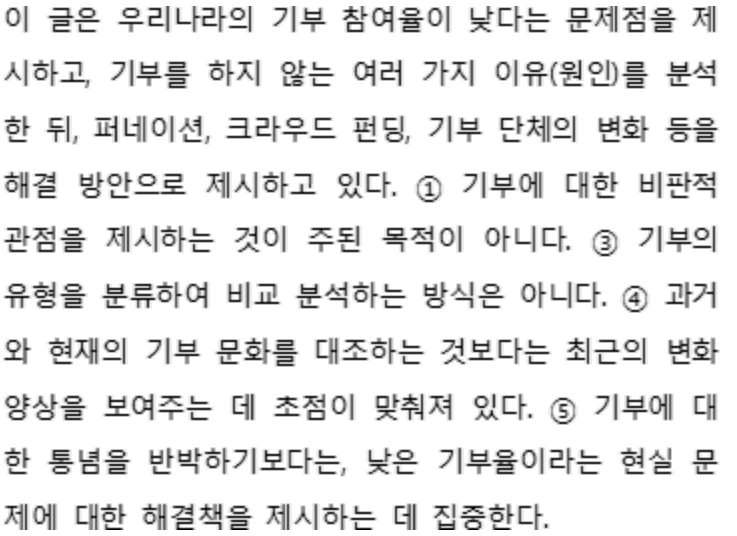 이 글은 우리나라의 기부 참여율이 낮다는 문제점을 제
시하고, 기부를 하지 않는 여러 가지 이유(원인)를 분석
한 뒤, 퍼네이션, 크라우드 펀딩, 기부 단체의 변화 등을
해결 방안으로 제시하고 있다. ① 기부에 대한 비판적
관점을 제시하는 것이 주된 목적이 아니다. ③ 기부의
유형을 분류하여 비교 분석하는 방식은 아니다. ④ 과거
와 현재의 기부 문화를 대조하는 것보다는 최근의 변화
양상을 보여주는 데 초점이 맞춰져 있다. ⑤ 기부에 대
한 통념을 반박하기보다는, 낮은 기부율이라는 현실 문
제에 대한 해결책을 제시하는 데 집중한다.